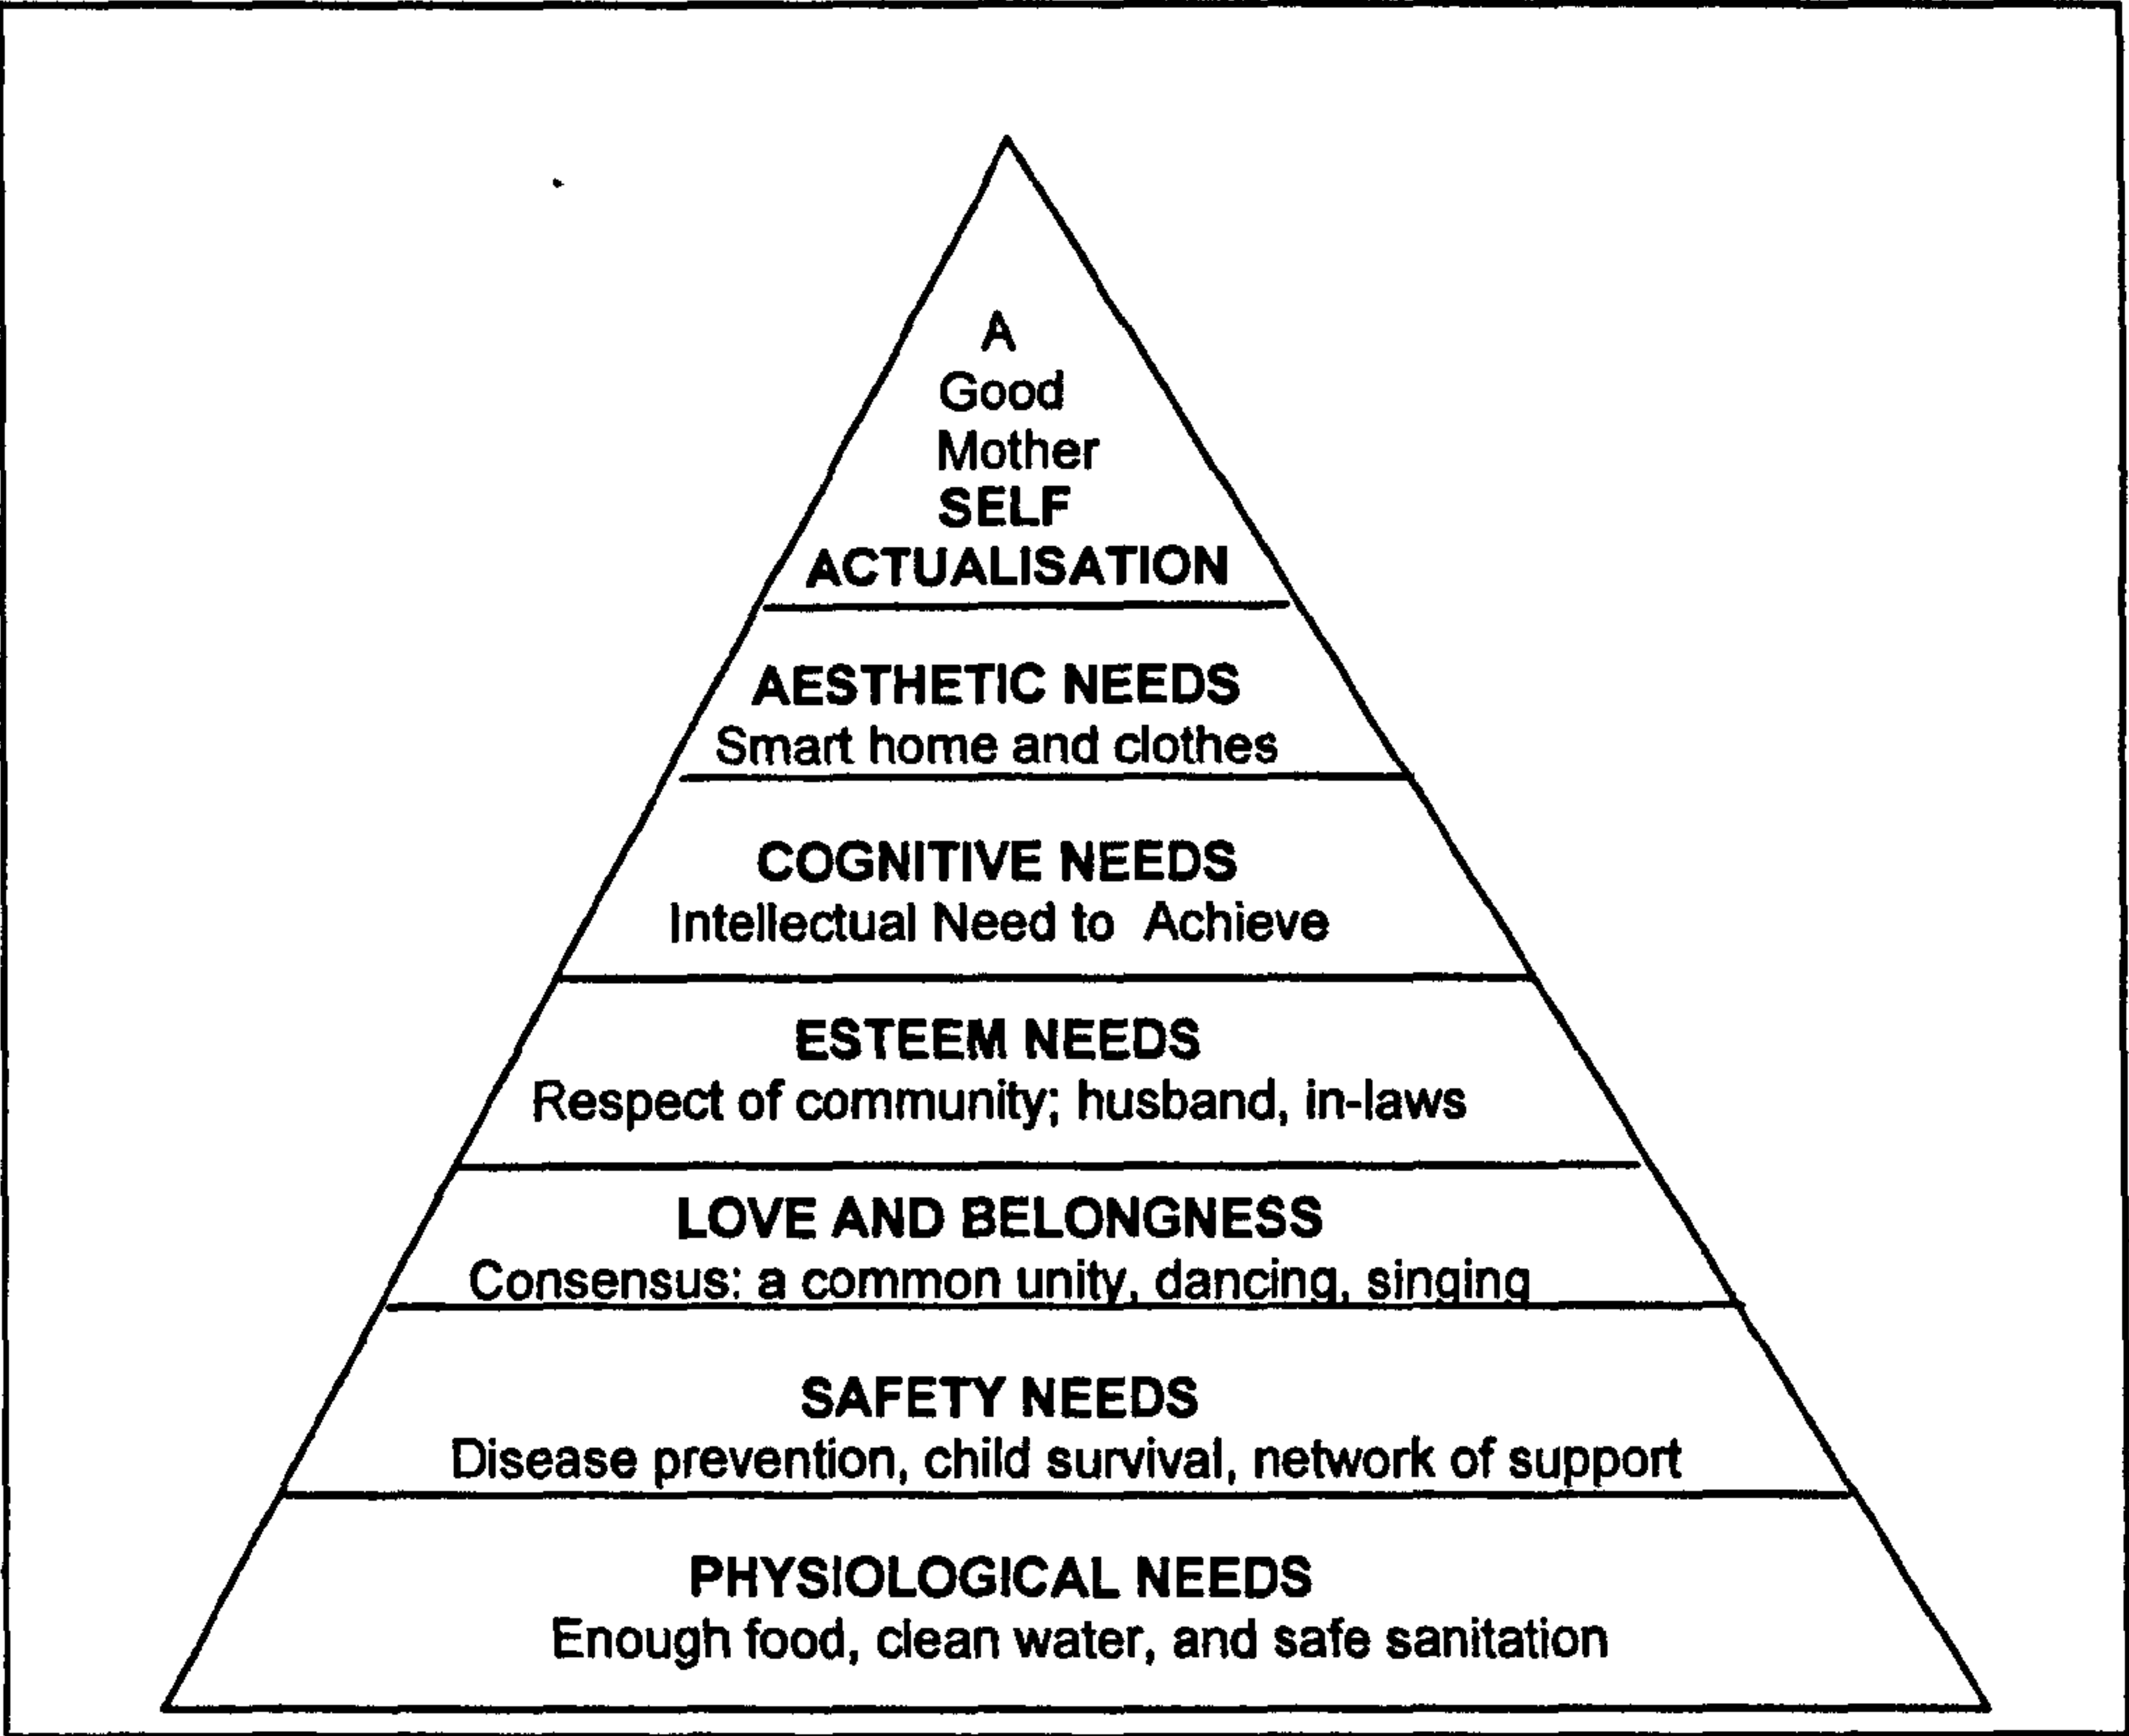 A
Good
Mother
SELF
ACTUALISATION
AESTHETIC NEEDS
Smart home and clothes
COGNITIVE NEEDS
Intellectual Need to Achieve
ESTEEM NEEDS
Respect of community; husband, in-laws
LOVE AND BELONGNESS
Consensus: a common unity, dancing, singing
SAFETY NEEDS
Disease prevention, child survival, network of support
PHYSIOLOGICAL NEEDS
Enough food, clean water, and safe sanitation